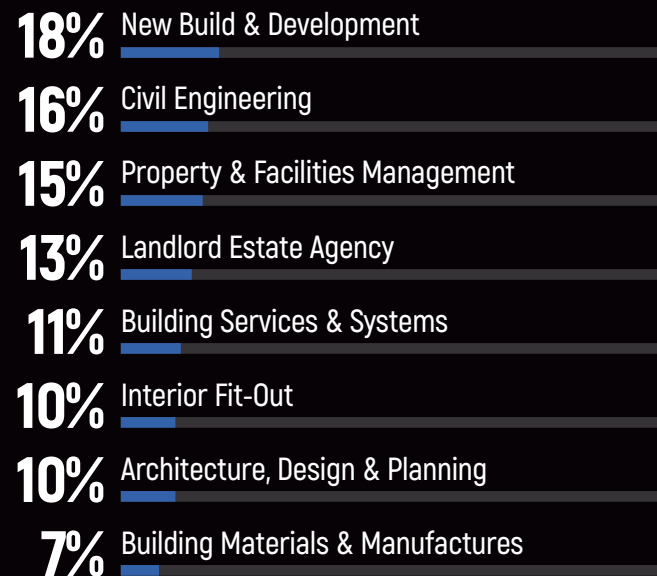 18% New Build & Development
16% Civil Engineering
15% Property & Facilities Management
13% Landlord Estate Agency
11% Building Services & Systems
10% Interior Fit-Out
10% Architecture, Design & Planning
7% Building Materials & Manufactures